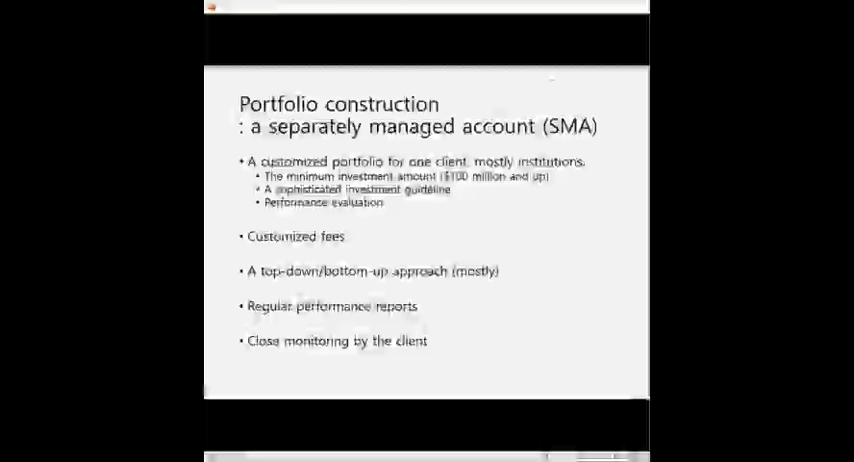 Portfolio construction
: a separately managed account (SMA)
• A customized portfolio for one client, mostly institutions.
• The minimum investment amount ($100 million and up)
• A sophisticated investment guideline
• Performance evaluation
• Customized fees
• A top-down/bottom-up approach (mostly)
• Regular performance reports
• Close monitoring by the client